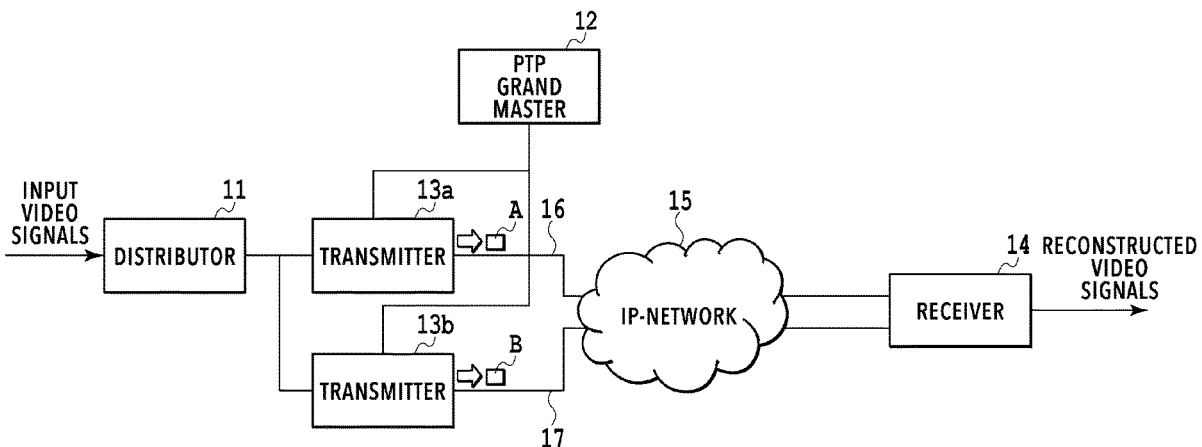 12
PTP
GRAND
MASTER
INPUT
VIDEO
SIGNALS
11
DISTRIBUTOR
13a
TRANSMITTER
A
16
15
IP-NETWORK
14
RECEIVER
RECONSTRUCTED
VIDEO
SIGNALS
13b
TRANSMITTER
B
17